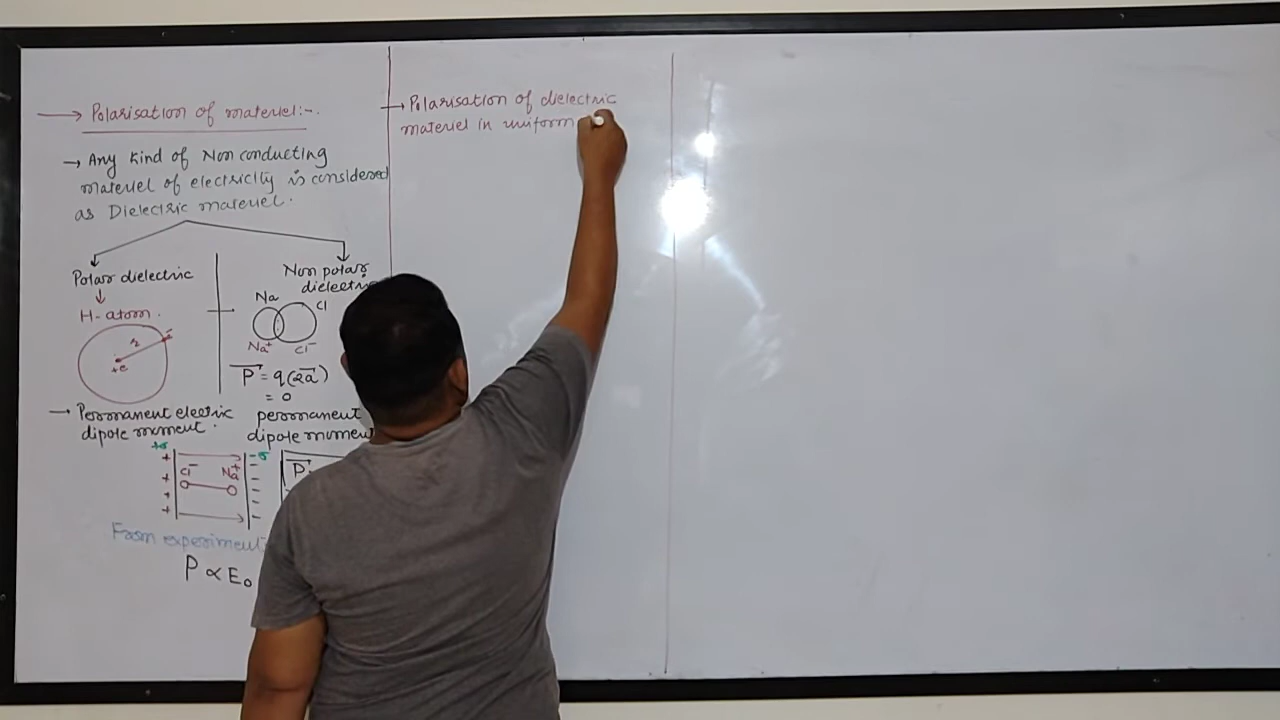 → Polarisation of materiel:-.
→ Any Kind of Non conducting
materiel of electricity is considered
as Dielectric materiel.
Polar dielectric
H-atom.
r
+e
e⁻
→ Permanent electric
dipole moment.
Non polar
dielectric
Na Cl
Na⁺ Cl⁻
P⃗ = q(2a⃗)
= 0
permanent
dipole moment
+σ -σ
+ -
+ -
+ -
+ -
Cl⁻ Na⁺
P⃗
From experiment
P ∝ E₀
→ Polarisation of dielectric
materiel in uniform